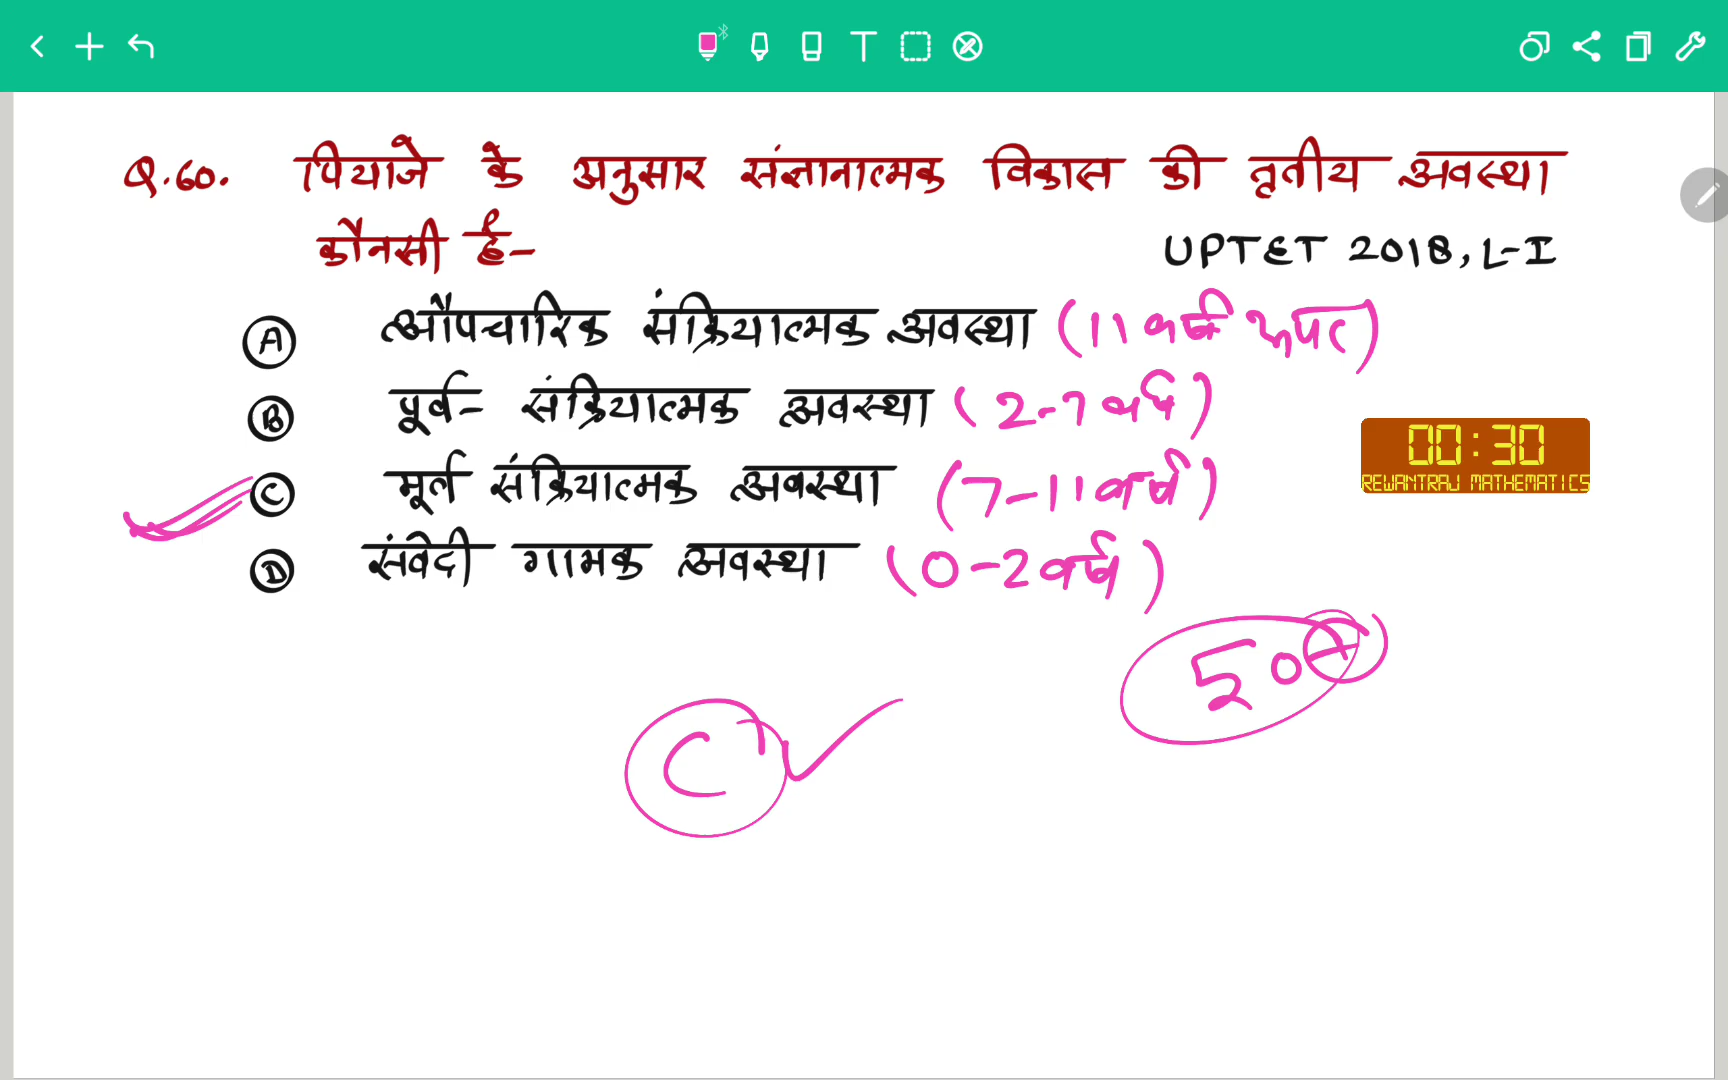 Q.60. पियाजे के अनुसार संज्ञानात्मक विकास की तृतीय अवस्था
कौनसी है-
UPTET 2018, L-I
A औपचारिक संक्रियात्मक अवस्था (11 वर्ष ऊपर)
B पूर्व- संक्रियात्मक अवस्था (2-7 वर्ष)
C मूर्त संक्रियात्मक अवस्था (7-11 वर्ष)
D संवेदी गामक अवस्था (0-2 वर्ष)
00:30
REWANTRAJ MATHEMATICS
50+
C